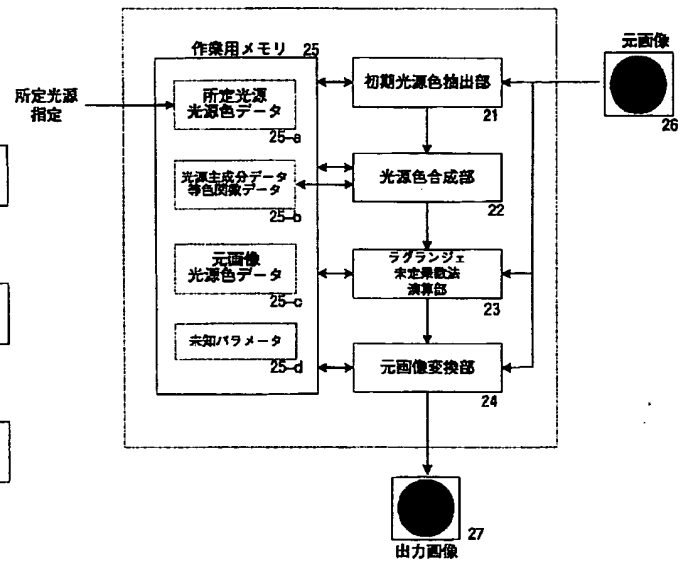 元画像
26
作業用メモリ 25
所定光源
指定
所定光源
光源色データ
25-a
初期光源色抽出部
21
光源主成分データ
等色関数データ
25-b
光源色合成部
22
元画像
光源色データ
25-c
ラグランジェ
未定乗数法
演算部
23
未知パラメータ
25-d
元画像変換部
24
27
出力画像